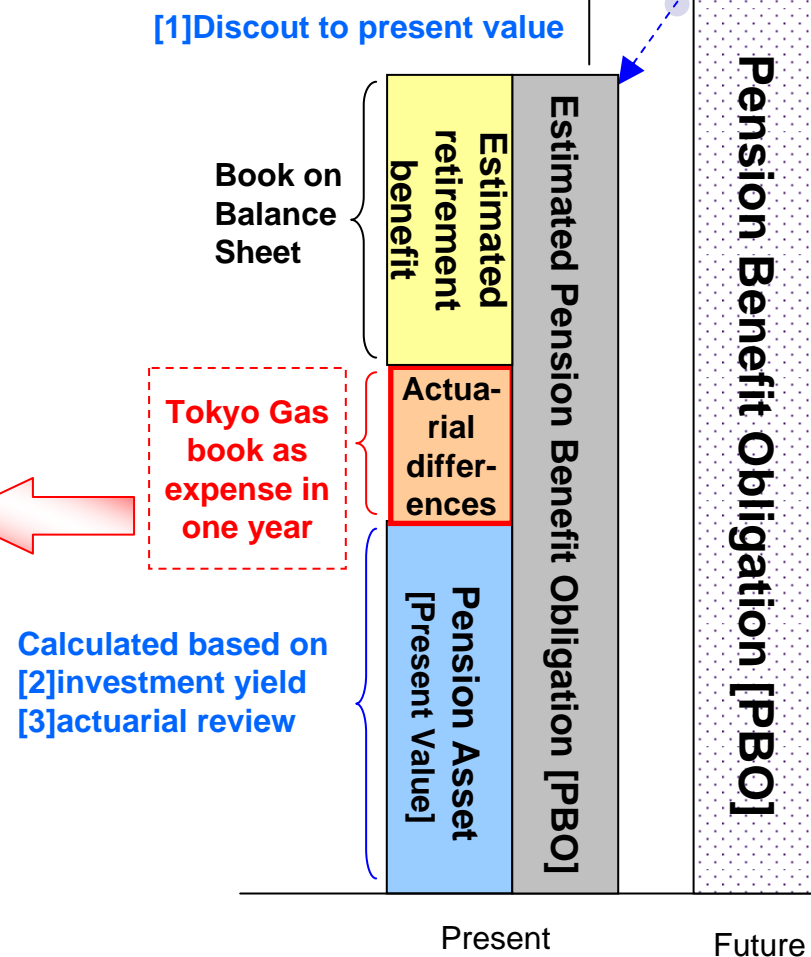 [1]Discout to present value
Book on
Balance
Sheet
Estimated
retirement
benefit
Estimated Pension Benefit Obligation [PBO]
Pension Benefit Obligation [PBO]
Tokyo Gas
book as
expense in
one year
Actua-
rial
differ-
ences
Calculated based on
[2]investment yield
[3]actuarial review
Pension Asset
[Present Value]
Present
Future